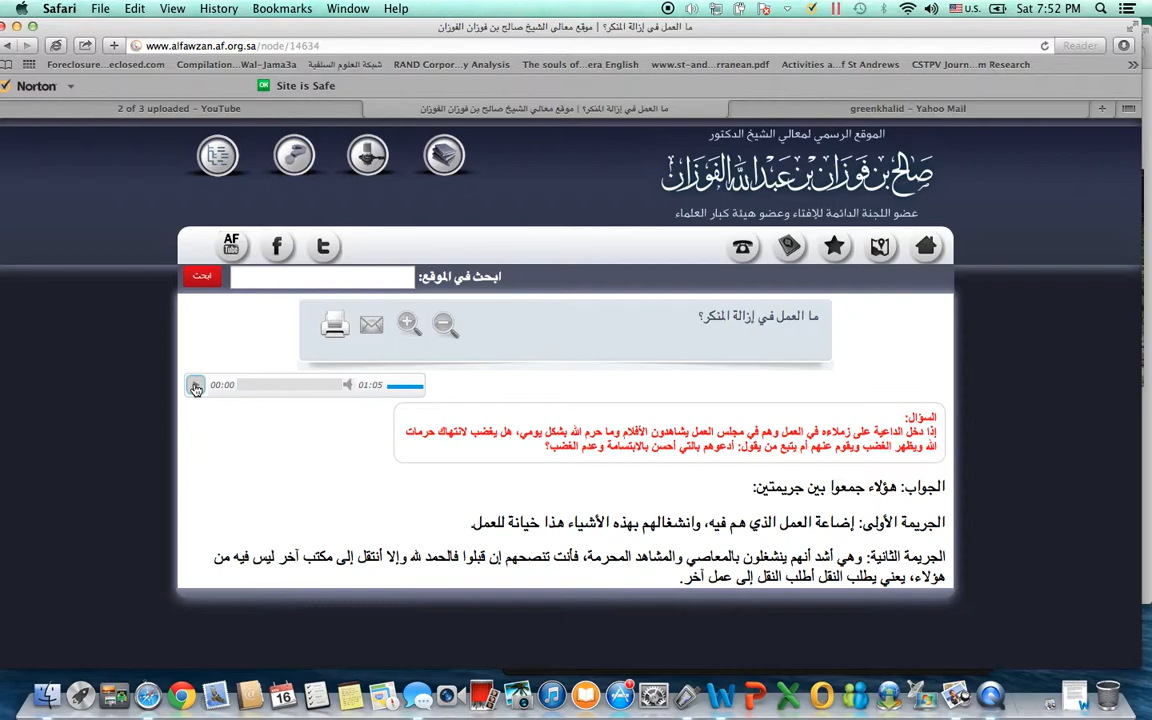 Safari File Edit View History Bookmarks Window Help
U.S. Sat 7:52 PM
ما العمل في إزالة المنكر؟ | موقع معالي الشيخ صالح بن فوزان الفوزان
www.alfawzan.af.org.sa/node/14634
Reader
Foreclosure...eclosed.com Compilation...Wal-Jama3a شبكة العلوم السلفية RAND Corpor...y Analysis The souls of...era English www.st-and...rranean.pdf Activities a...f St Andrews CSTPV Journ...m Research
Norton Site is Safe
2 of 3 uploaded – YouTube
ما العمل في إزالة المنكر؟ | موقع معالي الشيخ صالح بن فوزان الفوزان
greenkhalid – Yahoo Mail
الموقع الرسمي لمعالي الشيخ الدكتور
صالح بن فوزان بن عبدالله الفوزان
عضو اللجنة الدائمة للإفتاء وعضو هيئة كبار العلماء
AF
Tube
ابحث في الموقع:
ابحث
ما العمل في إزالة المنكر؟
00:00 01:05
السؤال:
إذا دخل الداعية على زملاءه في العمل وهم في مجلس العمل يشاهدون الأفلام وما حرم الله بشكل يومي، هل يغضب لانتهاك حرمات
الله ويظهر الغضب ويقوم عنهم أم يتبع من يقول: أدعوهم بالتي أحسن بالابتسامة وعدم الغضب؟
الجواب: هؤلاء جمعوا بين جريمتين:
الجريمة الأولى: إضاعة العمل الذي هم فيه، وانشغالهم بهذه الأشياء هذا خيانة للعمل.
الجريمة الثانية: وهي أشد أنهم ينشغلون بالمعاصي والمشاهد المحرمة، فأنت تنصحهم إن قبلوا فالحمد لله وإلا أنتقل إلى مكتب آخر ليس فيه من
هؤلاء، يعني يطلب النقل أطلب النقل إلى عمل آخر.